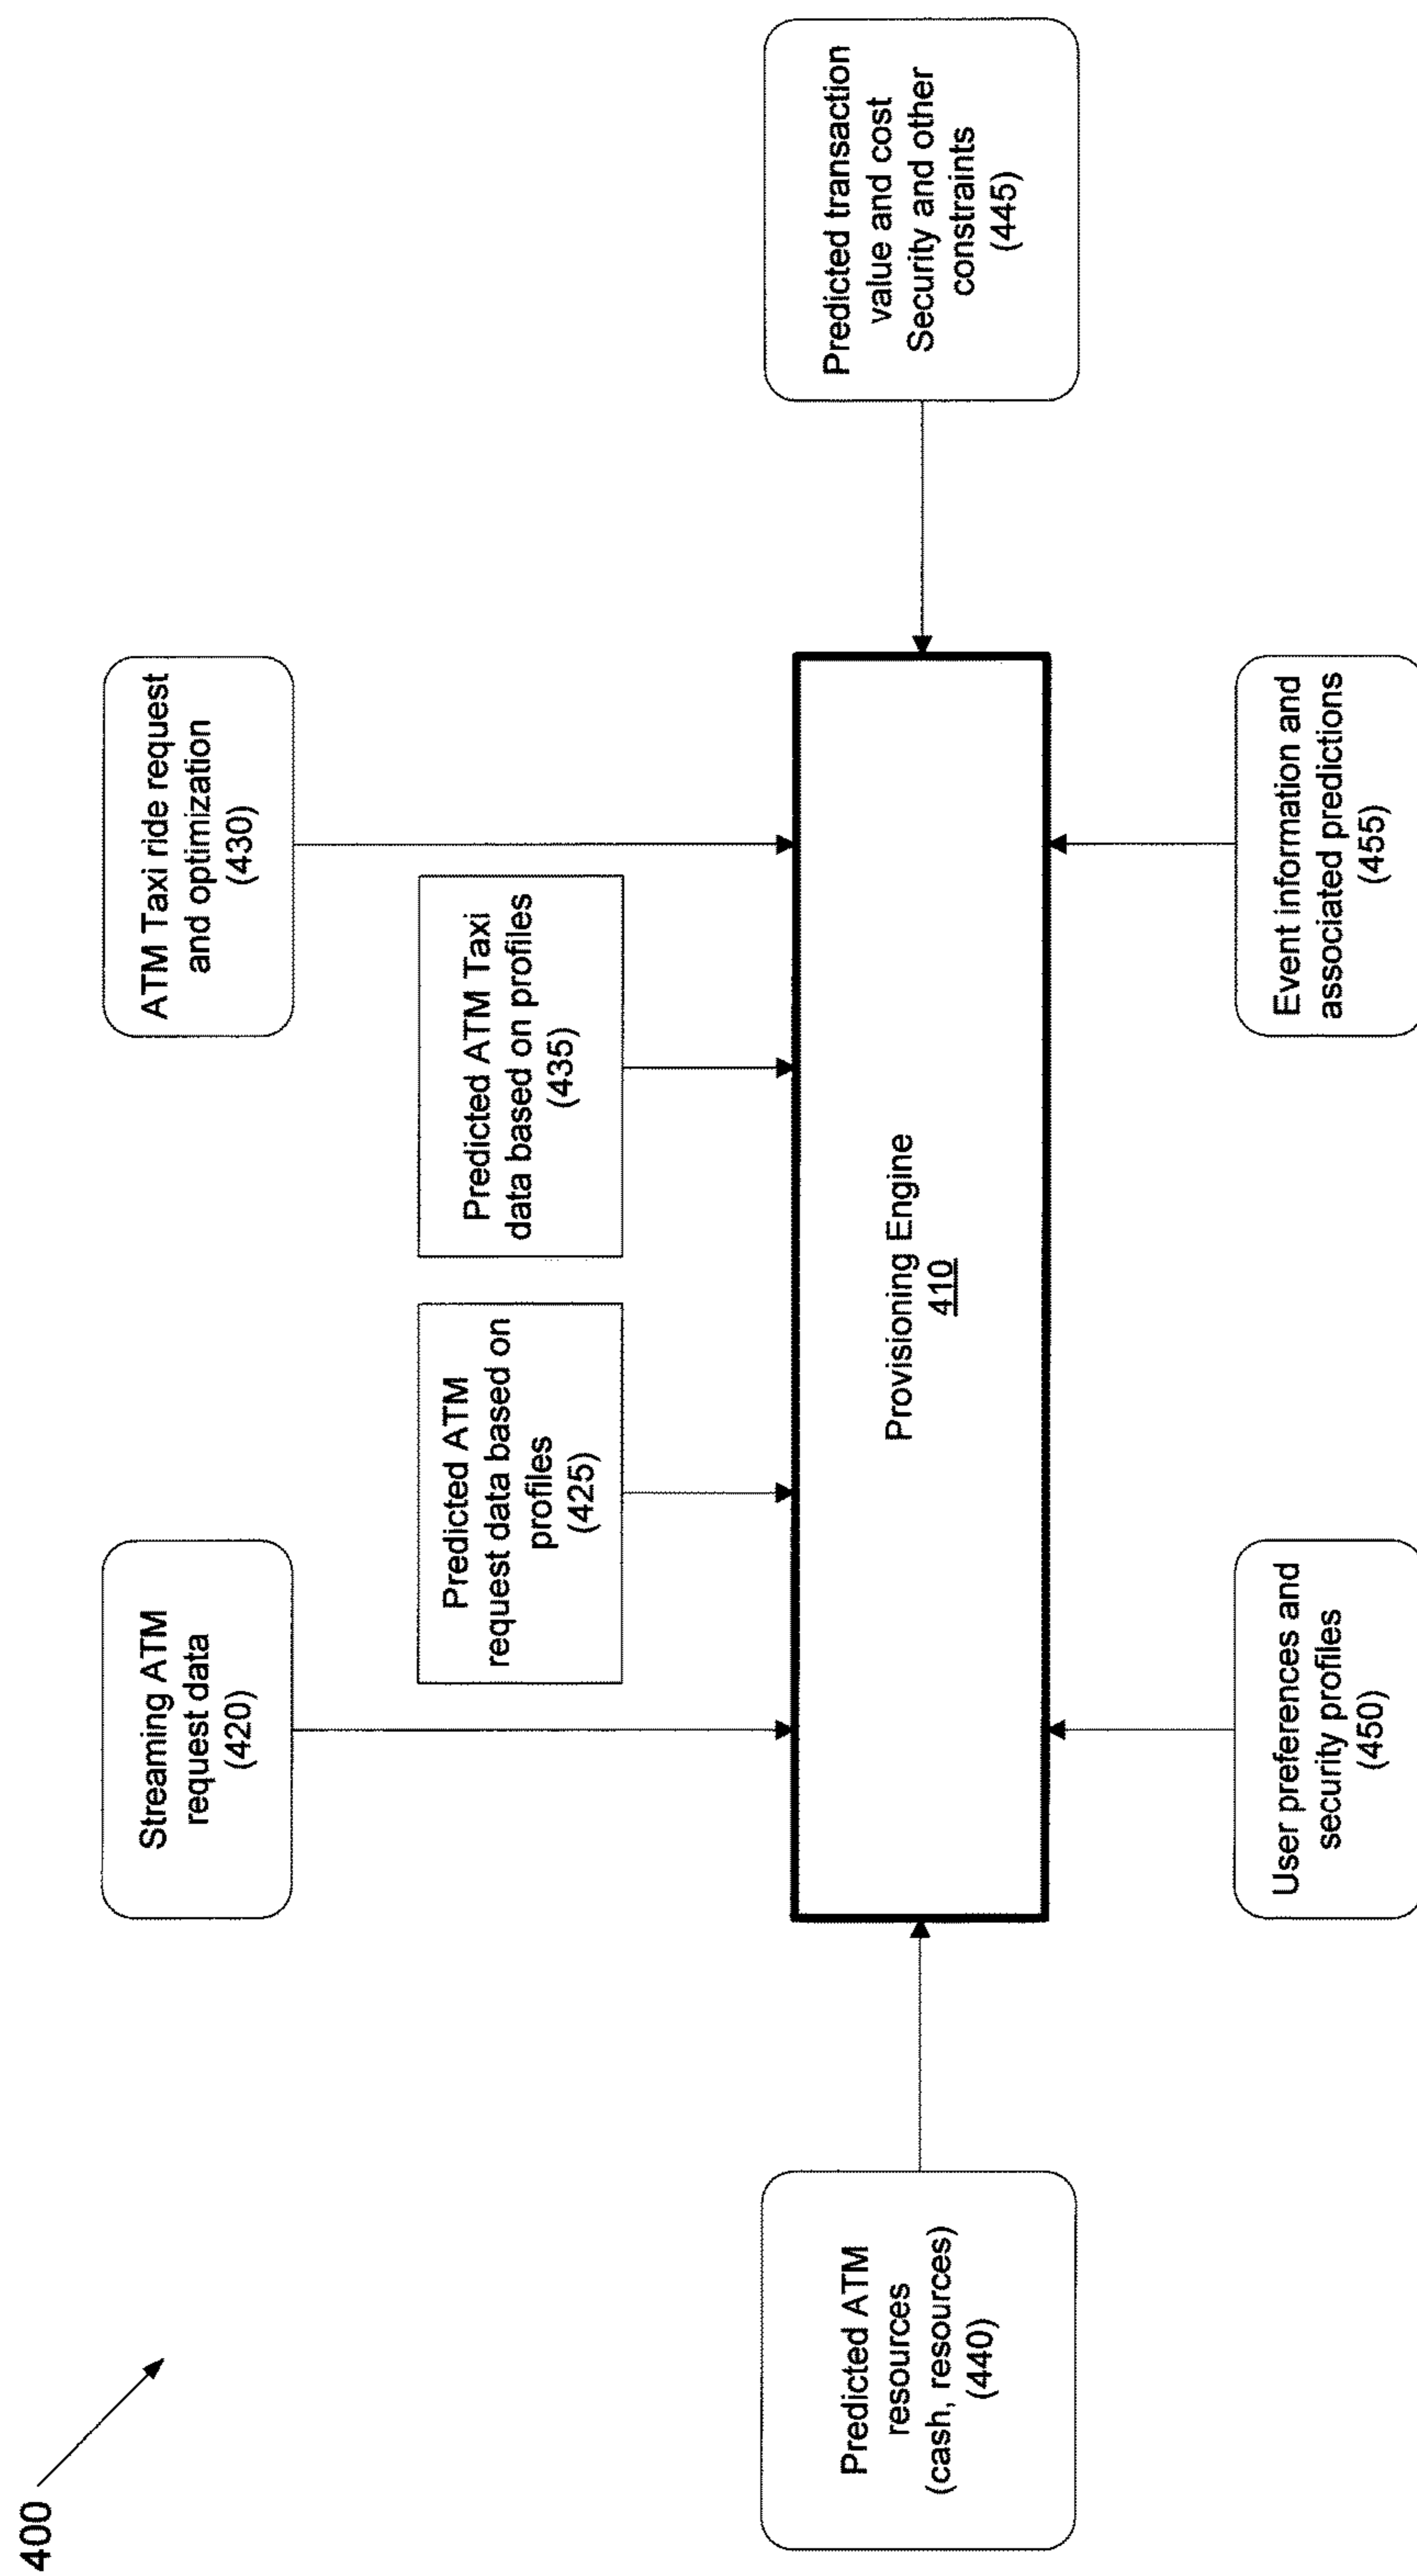 400
Streaming ATM
request data
(420)
ATM Taxi ride request
and optimization
(430)
Predicted ATM
request data based on
profiles
(425)
Predicted ATM Taxi
data based on profiles
(435)
Predicted ATM
resources
(cash, resources)
(440)
Provisioning Engine
410
Predicted transaction
value and cost
Security and other
constraints
(445)
User preferences and
security profiles
(450)
Event information and
associated predictions
(455)